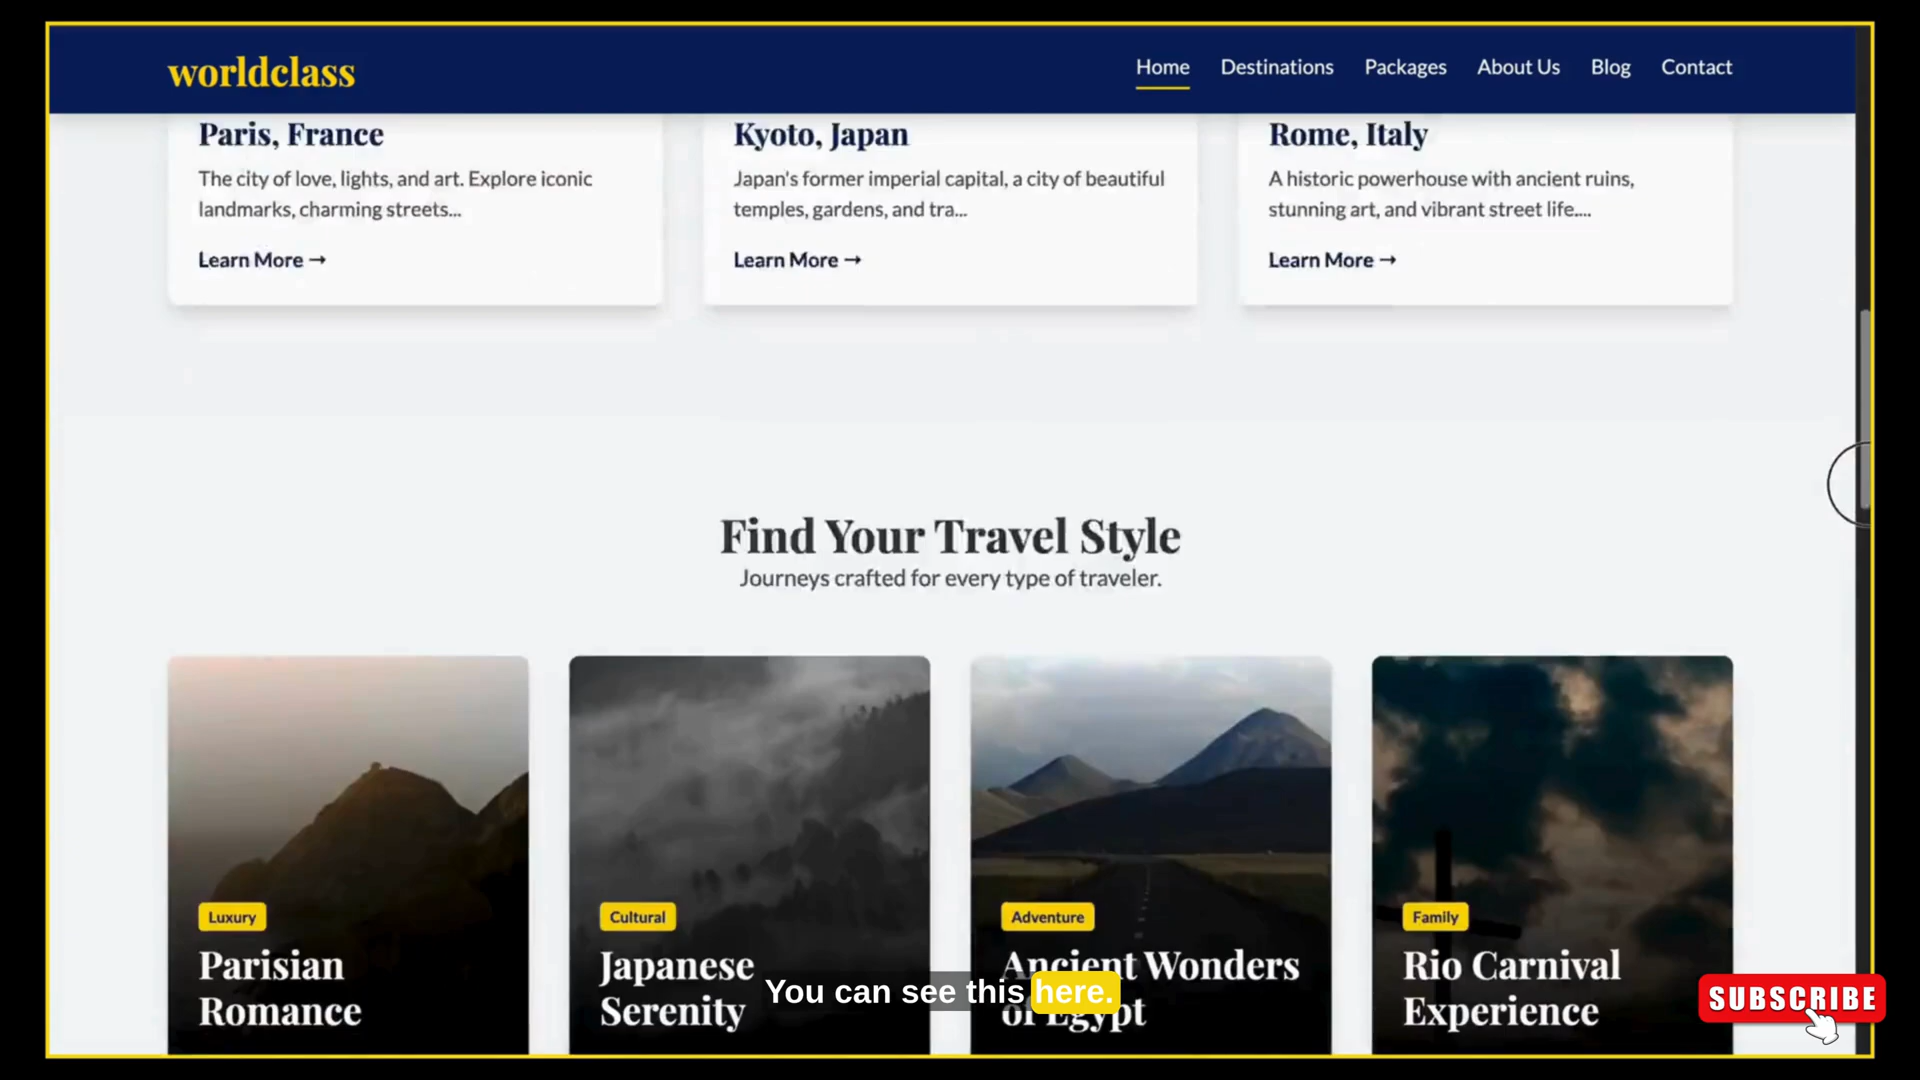 worldclass
Home Destinations Packages About Us Blog Contact
Paris, France
The city of love, lights, and art. Explore iconic
landmarks, charming streets...
Learn More →
Kyoto, Japan
Japan's former imperial capital, a city of beautiful
temples, gardens, and tra...
Learn More →
Rome, Italy
A historic powerhouse with ancient ruins,
stunning art, and vibrant street life....
Learn More →
Find Your Travel Style
Journeys crafted for every type of traveler.
Luxury
Parisian
Romance
Cultural
Japanese
Serenity
Adventure
Ancient Wonders
of Egypt
Family
Rio Carnival
Experience
You can see this here.
SUBSCRIBE